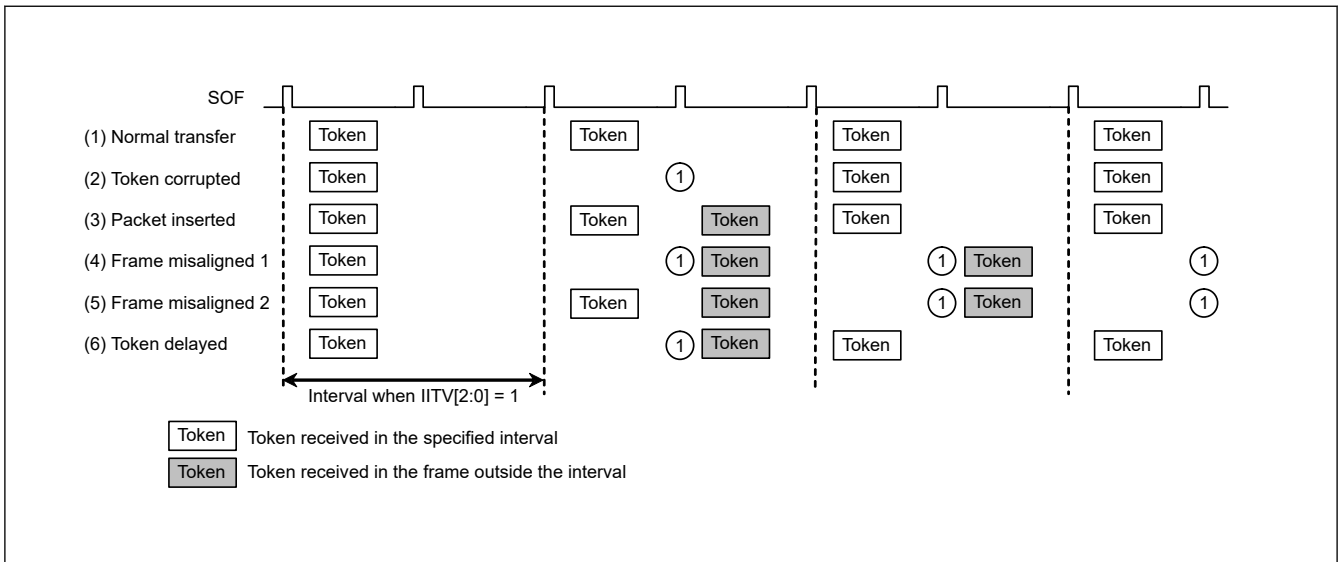 SOF
(1) Normal transfer Token Token Token Token
(2) Token corrupted Token 1 Token Token
(3) Packet inserted Token Token Token Token Token
(4) Frame misaligned 1 Token 1 Token 1 Token 1
(5) Frame misaligned 2 Token Token Token 1 Token 1
(6) Token delayed Token 1 Token Token Token
Interval when IITV[2:0] = 1
Token Token received in the specified interval
Token Token received in the frame outside the interval